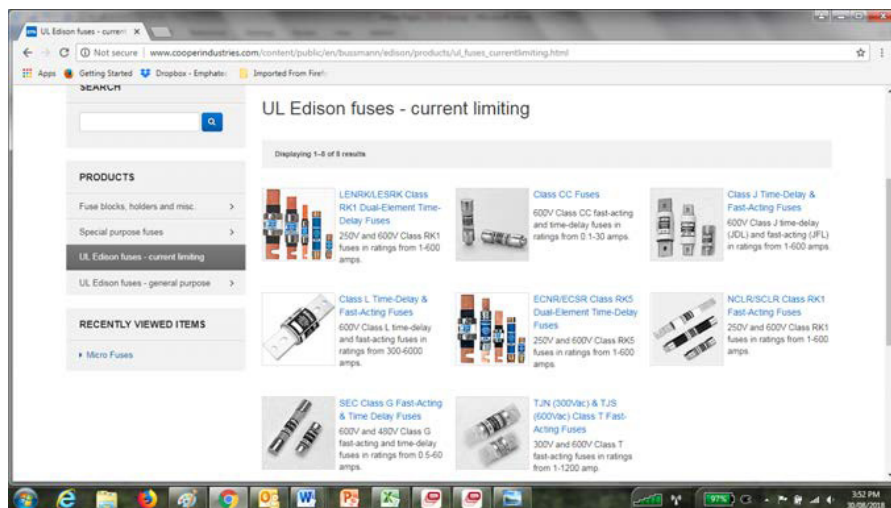 UL Edison fuses - current
Not secure
www.cooperindustries.com/content/public/en/bussmann/edison/products/ul_fuses_currentlimiting.html
Apps
Getting Started
Dropbox - Emphatec
Imported From Firef
SEARCH
PRODUCTS
Fuse blocks, holders and misc.
Special purpose fuses
UL Edison fuses - current limiting
UL Edison fuses - general purpose
RECENTLY VIEWED ITEMS
Micro Fuses
UL Edison fuses - current limiting
Displaying 1-8 of 8 results
LENRK/LESRK Class
RK1 Dual-Element Time-
Delay Fuses
250V and 600V Class RK1
fuses in ratings from 1-600
amps.
Class CC Fuses
600V Class CC fast-acting
and time-delay fuses in
ratings from 0.1-30 amps.
Class J Time-Delay &
Fast-Acting Fuses
600V Class J time-delay
(JDL) and fast-acting (JFL)
in ratings from 1-600 amps.
Class L Time-Delay &
Fast-Acting Fuses
600V Class L time-delay
and fast-acting fuses in
ratings from 300-6000
amps.
ECNR/ECSR Class RK5
Dual-Element Time-Delay
Fuses
250V and 600V Class RK5
fuses in ratings from 1-600
amps.
NCLR/SCLR Class RK1
Fast-Acting Fuses
250V and 600V Class RK1
fuses in ratings from 1-600
amps.
SEC Class G Fast-Acting
& Time Delay Fuses
600V and 480V Class G
fast-acting and time-delay
fuses in ratings from 0.5-60
amps.
TJN (300Vac) & TJS
(600Vac) Class T Fast-
Acting Fuses
300V and 600V Class T
fast-acting fuses in ratings
from 1-1200 amp.
97%
3:52 PM
30/08/2018